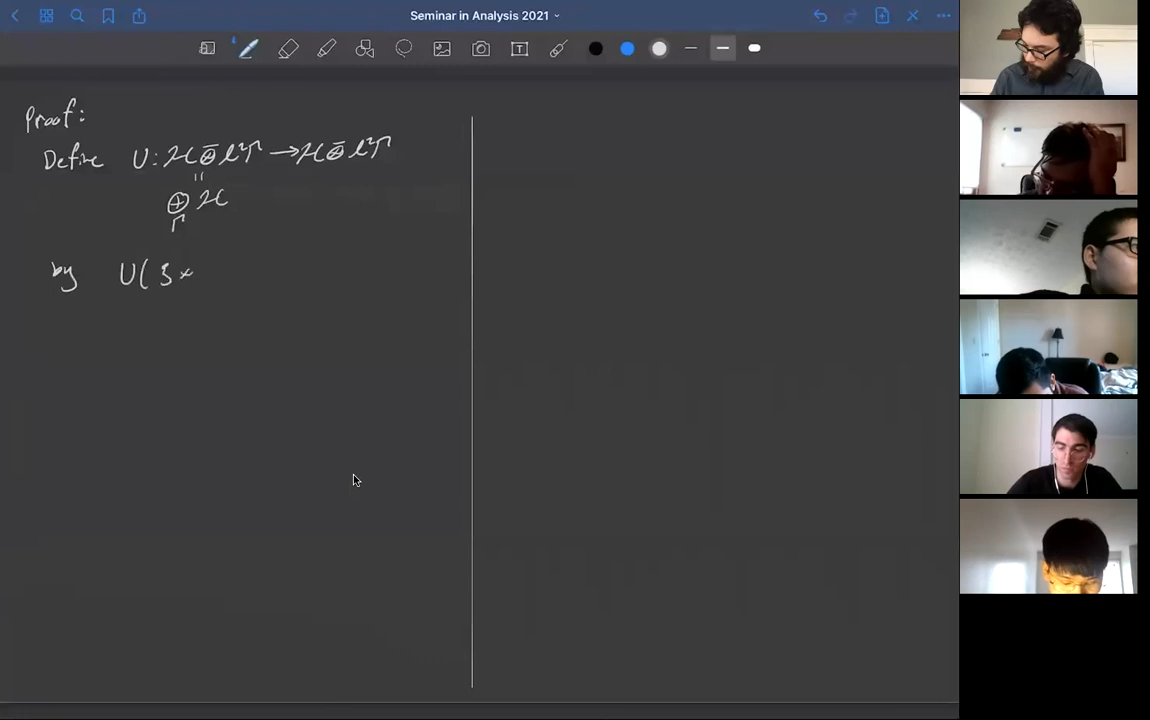 Seminar in Analysis 2021
Proof:
Define U: ℋ ⊗̄ ℓ²Γ → ℋ ⊗̄ ℓ²Γ
=
⊕ ℋ
Γ
by U( ξ ×